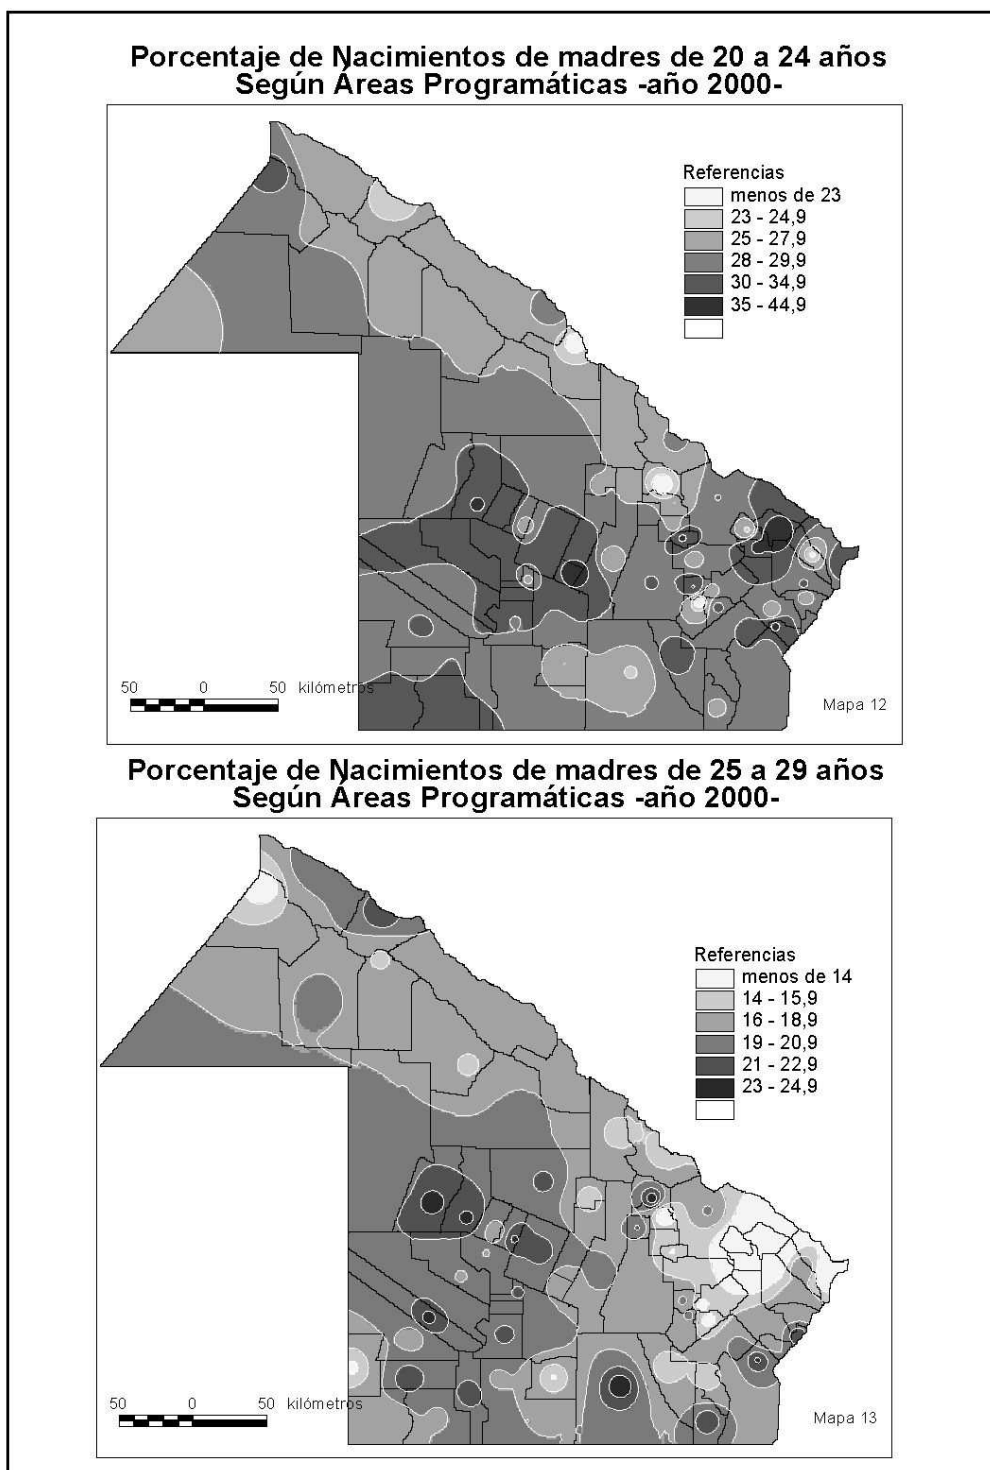 Porcentaje de Nacimientos de madres de 20 a 24 años
Según Áreas Programáticas -año 2000-
Referencias
menos de 23
23 - 24,9
25 - 27,9
28 - 29,9
30 - 34,9
35 - 44,9
50 0 50 kilómetros
Mapa 12
Porcentaje de Nacimientos de madres de 25 a 29 años
Según Áreas Programáticas -año 2000-
Referencias
menos de 14
14 - 15,9
16 - 18,9
19 - 20,9
21 - 22,9
23 - 24,9
50 0 50 kilómetros
Mapa 13